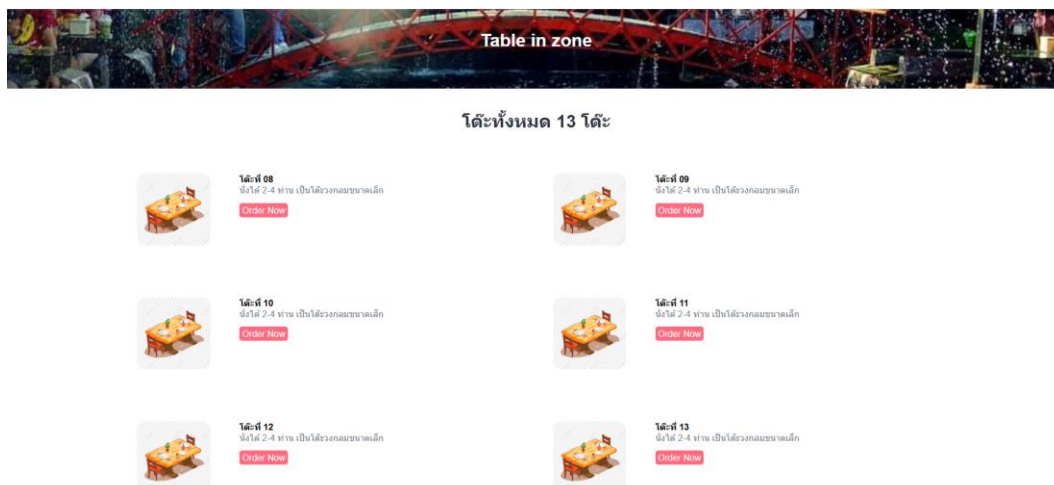 Table in zone
โต๊ะทั้งหมด 13 โต๊ะ
โต๊ะที่ 08
นั่งได้ 2-4 ท่าน เป็นโต๊ะวงกลมขนาดเล็ก
Order Now
โต๊ะที่ 09
นั่งได้ 2-4 ท่าน เป็นโต๊ะวงกลมขนาดเล็ก
Order Now
โต๊ะที่ 10
นั่งได้ 2-4 ท่าน เป็นโต๊ะวงกลมขนาดเล็ก
Order Now
โต๊ะที่ 11
นั่งได้ 2-4 ท่าน เป็นโต๊ะวงกลมขนาดเล็ก
Order Now
โต๊ะที่ 12
นั่งได้ 2-4 ท่าน เป็นโต๊ะวงกลมขนาดเล็ก
Order Now
โต๊ะที่ 13
นั่งได้ 2-4 ท่าน เป็นโต๊ะวงกลมขนาดเล็ก
Order Now